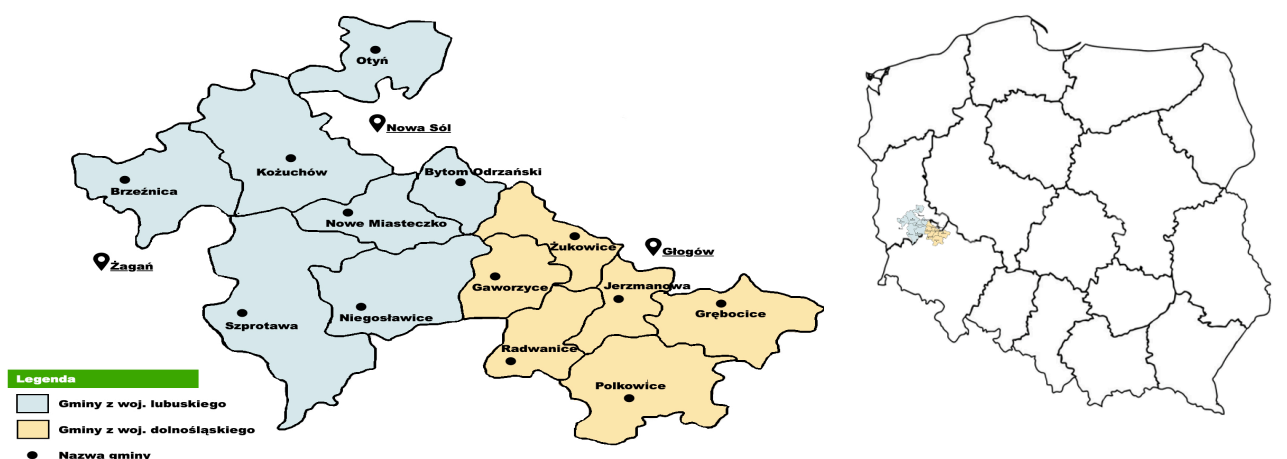 Otyń
Nowa Sól
Kożuchów
Bytom Odrzański
Brzeźnica
Nowe Miasteczko
Żukowice
Głogów
Żagań
Gaworzyce
Jerzmanowa
Grębocice
Szprotawa
Niegosławice
Radwanice
Polkowice
Legenda
Gminy z woj. lubuskiego
Gminy z woj. dolnośląskiego
Nazwa gminy